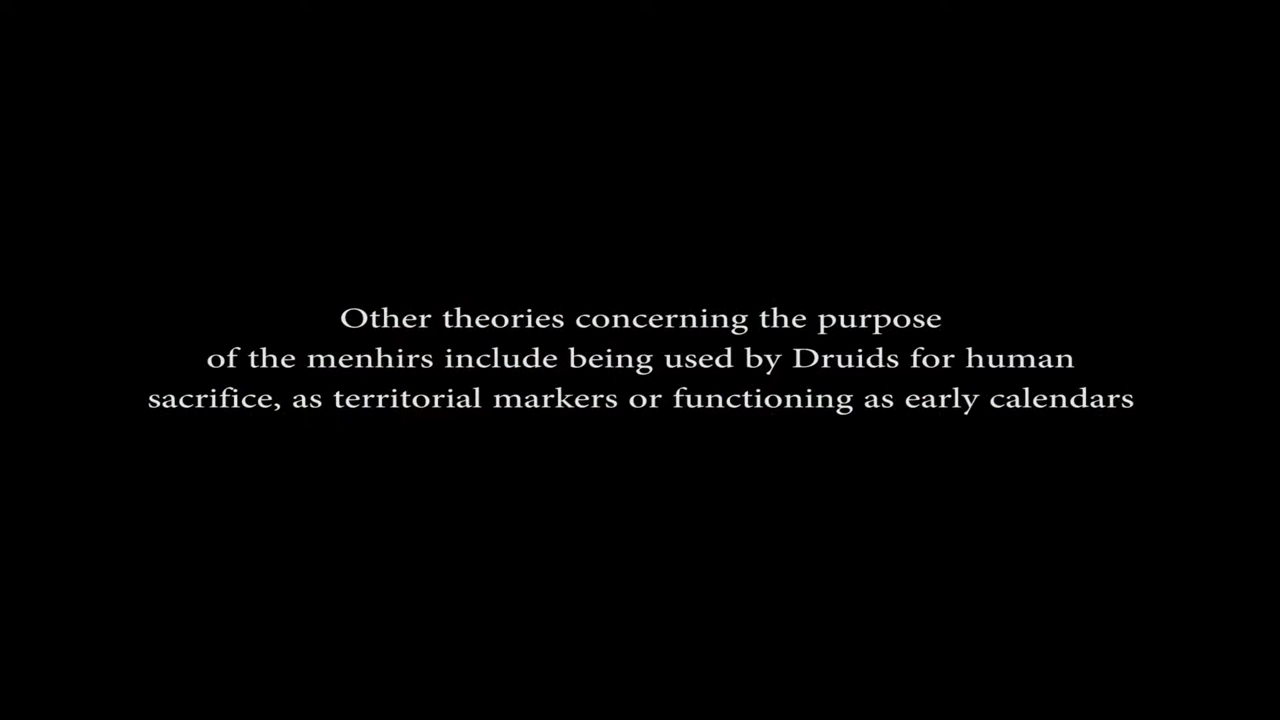 Other theories concerning the purpose
of the menhirs include being used by Druids for human
sacrifice, as territorial markers or functioning as early calendars